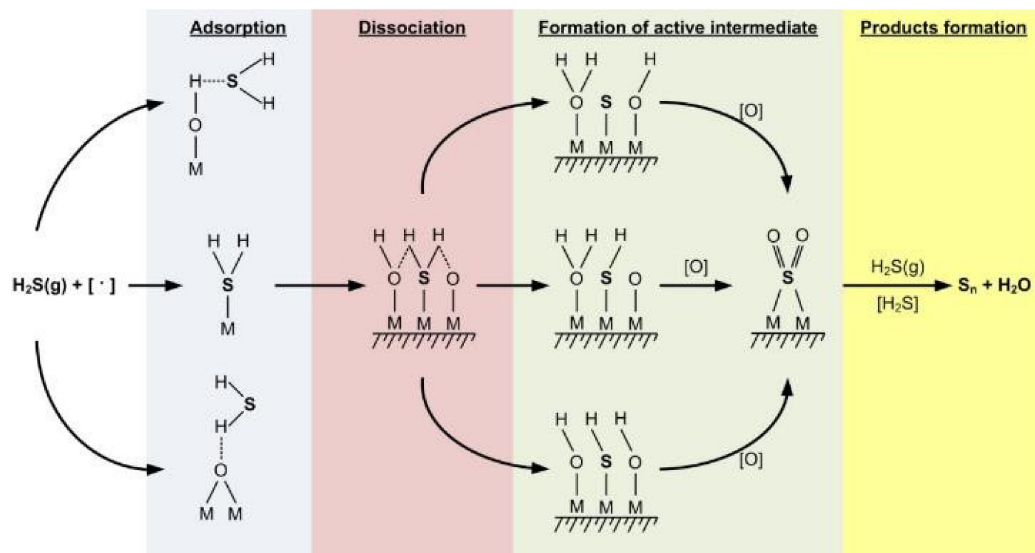 Adsorption
Dissociation
Formation of active intermediate
Products formation
H
H S
H
O
M
H H
O S O
H
M M M
[O]
H H
S
M
H H H
O S O
M M M
H H H
O S O
M M M
[O]
O O
S
M M
H₂S(g) + [ · ]
H₂S(g)
[H₂S]
Sₙ + H₂O
H
S
H
O
M M
H H H
O S O
M M M
[O]